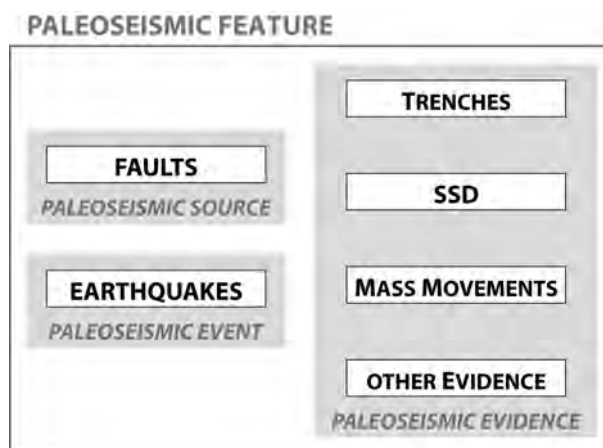 PALEOSEISMIC FEATURE
FAULTS
PALEOSEISMIC SOURCE
EARTHQUAKES
PALEOSEISMIC EVENT
TRENCHES
SSD
MASS MOVEMENTS
OTHER EVIDENCE
PALEOSEISMIC EVIDENCE